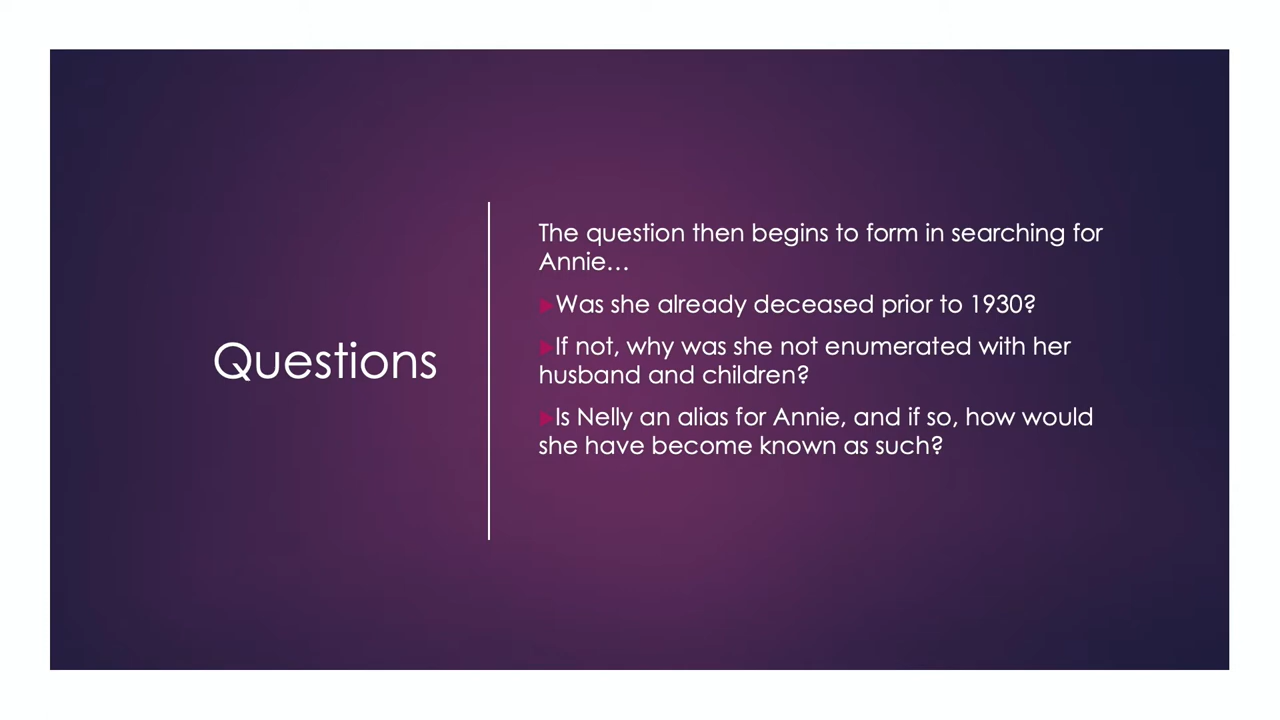 Questions
The question then begins to form in searching for
Annie...
Was she already deceased prior to 1930?
If not, why was she not enumerated with her
husband and children?
Is Nelly an alias for Annie, and if so, how would
she have become known as such?